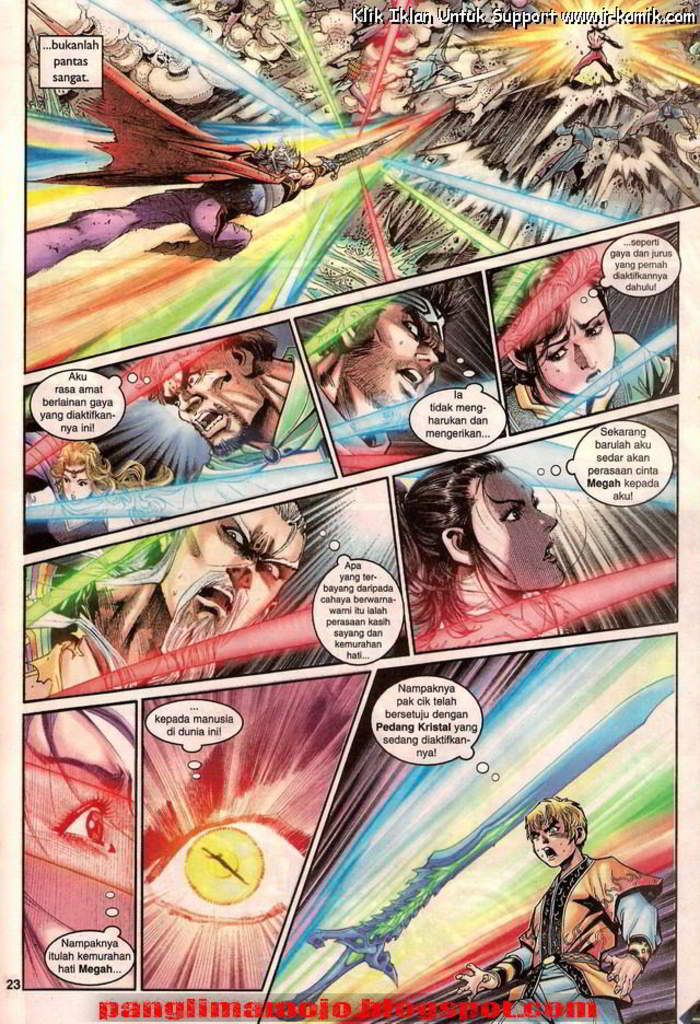 Klik Iklan Untuk Support www.j-komik.com
...bukanlah
pantas
sangat.
Aku
rasa amat
berlainan gaya
yang diaktifkan-
nya ini!
Ia
tidak meng-
harukan dan
mengerikan...
...seperti
gaya dan jurus
yang pernah
diaktifkannya
dahulu!
Apa
yang ter-
bayang daripada
cahaya berwarna-
warni itu ialah
perasaan kasih
sayang dan
kemurahan
hati...
Sekarang
barulah aku
sedar akan
perasaan cinta
Megah kepada
aku!
Nampaknya
itulah kemurahan
hati Megah...
...
kepada manusia
di dunia ini!
Nampaknya
pak cik telah
bersetuju dengan
Pedang Kristal yang
sedang diaktifkan-
nya!
23
panglimawojo.blogspot.com